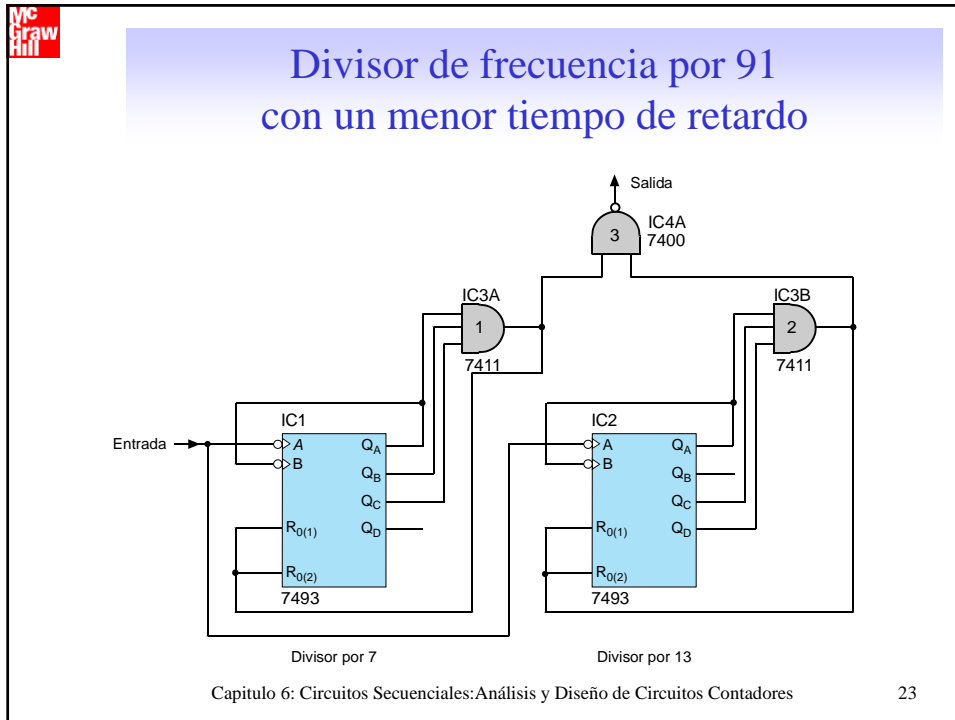 Mc
Graw
Hill
Divisor de frecuencia por 91
con un menor tiempo de retardo
Salida
3
IC4A
7400
IC3A
1
7411
IC3B
2
7411
Entrada
IC1
A
B
QA
QB
QC
QD
R0(1)
R0(2)
7493
IC2
A
B
QA
QB
QC
QD
R0(1)
R0(2)
7493
Divisor por 7
Divisor por 13
Capitulo 6: Circuitos Secuenciales:Análisis y Diseño de Circuitos Contadores 23